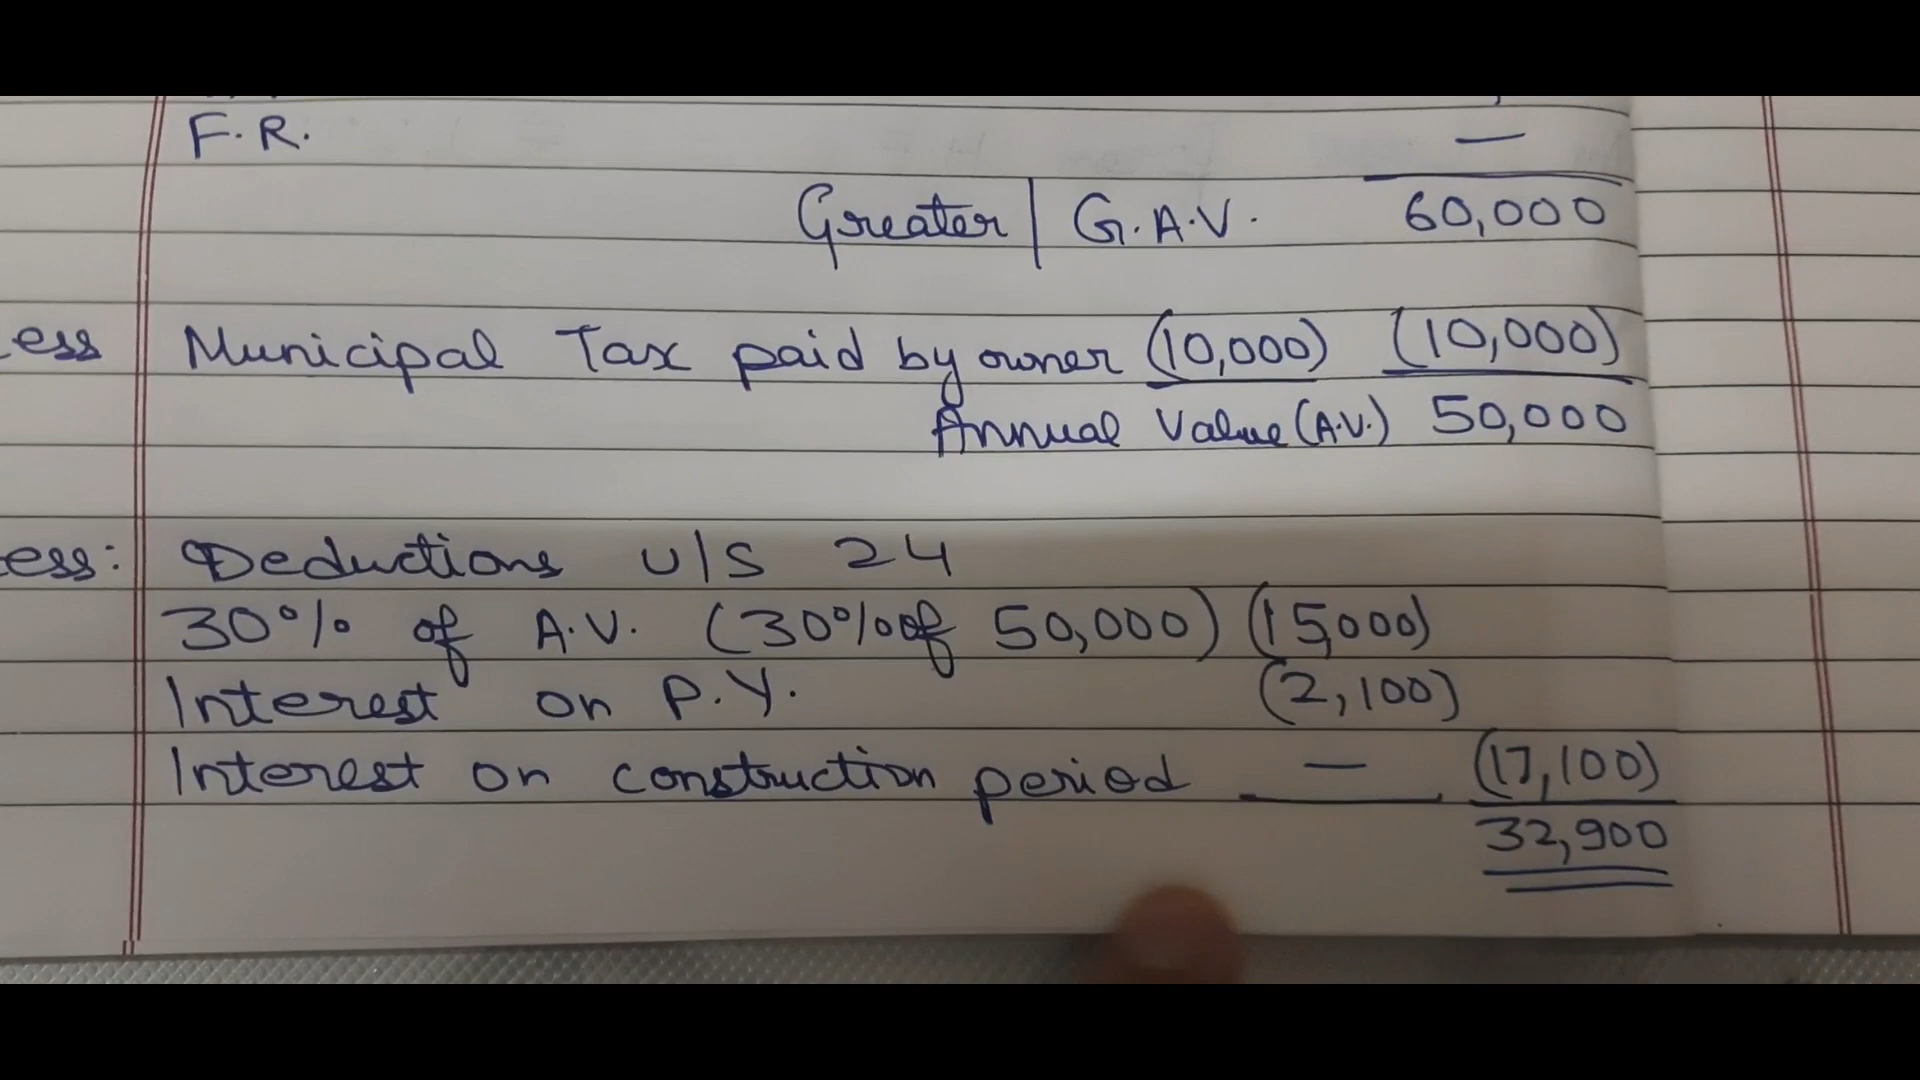 F.R. —
Greater | G.A.V. 60,000
ess Municipal Tax paid by owner (10,000) (10,000)
Annual Value (A.V.) 50,000
ess: Deductions u/s 24
30% of A.V. (30% of 50,000) (15,000)
Interest on P.Y. (2,100)
Interest on construction period — (17,100)
32,900